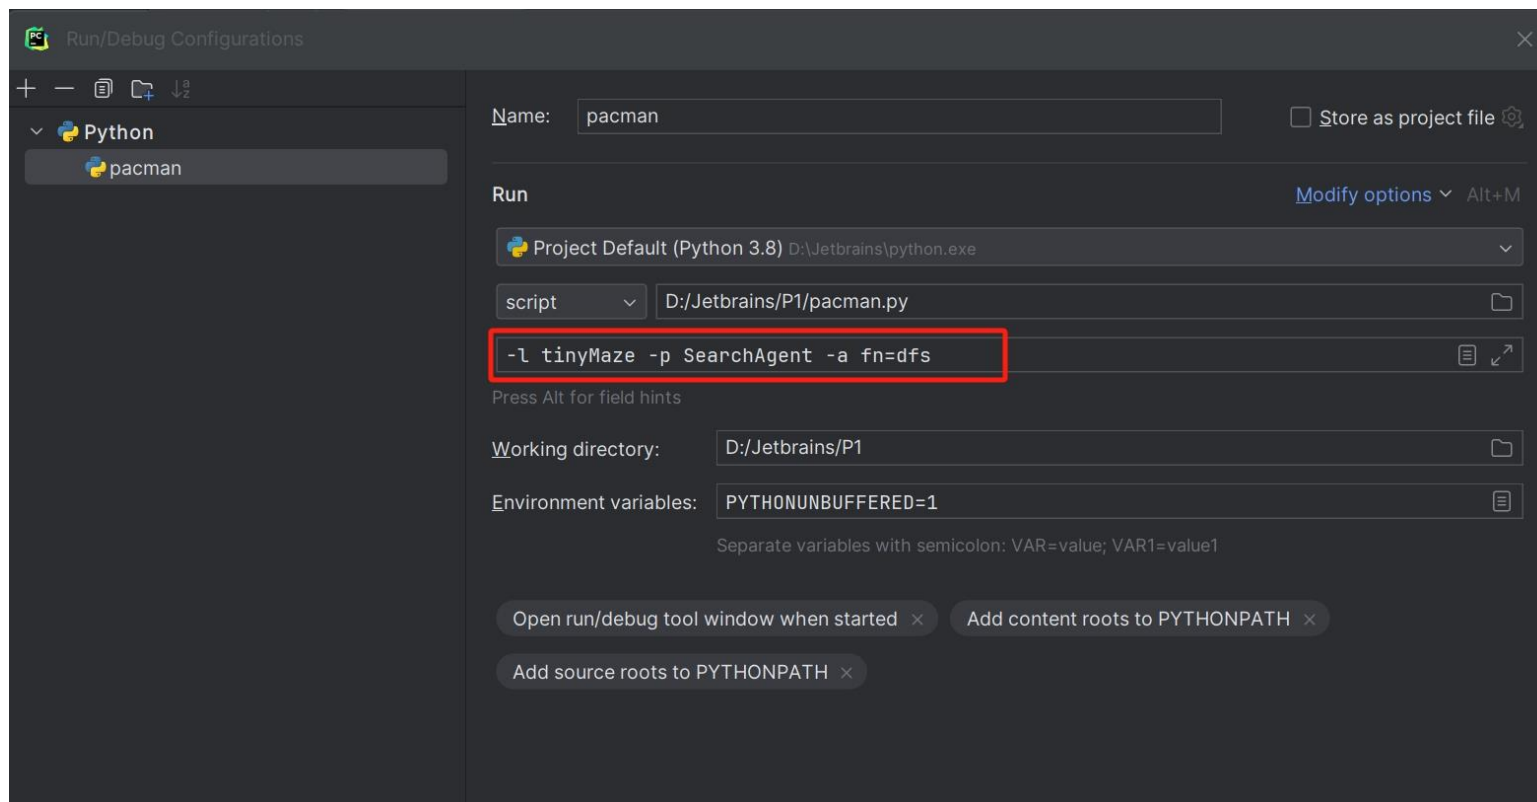 PC
Run/Debug Configurations
Python
pacman
Name: pacman
Store as project file
Run
Modify options Alt+M
Project Default (Python 3.8) D:\Jetbrains\python.exe
script D:/Jetbrains/P1/pacman.py
-l tinyMaze -p SearchAgent -a fn=dfs
Press Alt for field hints
Working directory: D:/Jetbrains/P1
Environment variables: PYTHONUNBUFFERED=1
Separate variables with semicolon: VAR=value; VAR1=value1
Open run/debug tool window when started × Add content roots to PYTHONPATH ×
Add source roots to PYTHONPATH ×